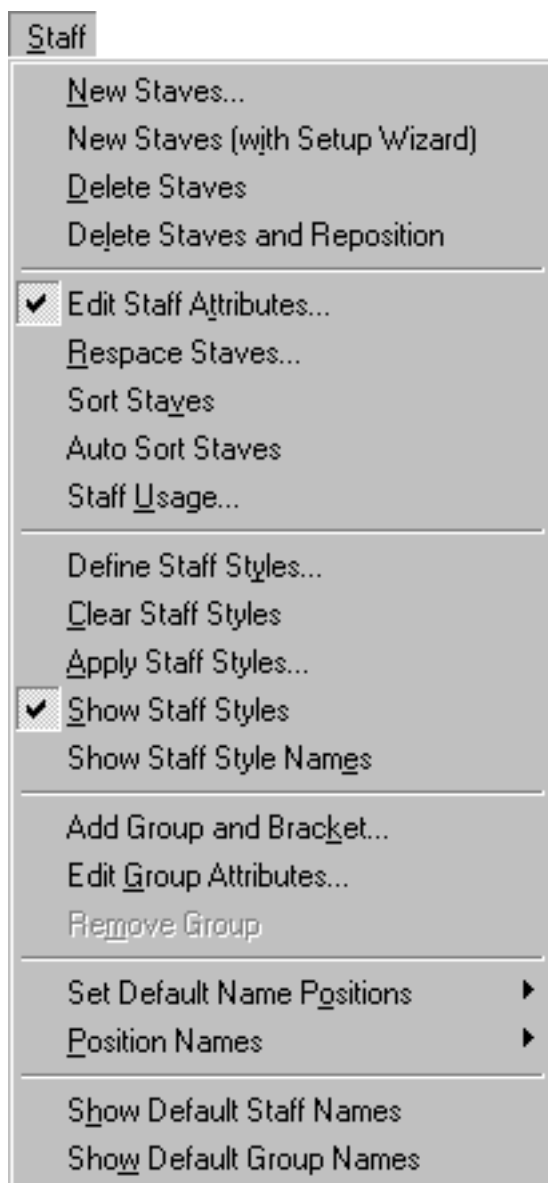 Staff
New Staves...
New Staves (with Setup Wizard)
Delete Staves
Delete Staves and Reposition
Edit Staff Attributes...
Respace Staves...
Sort Staves
Auto Sort Staves
Staff Usage...
Define Staff Styles...
Clear Staff Styles
Apply Staff Styles...
Show Staff Styles
Show Staff Style Names
Add Group and Bracket...
Edit Group Attributes...
Remove Group
Set Default Name Positions
Position Names
Show Default Staff Names
Show Default Group Names